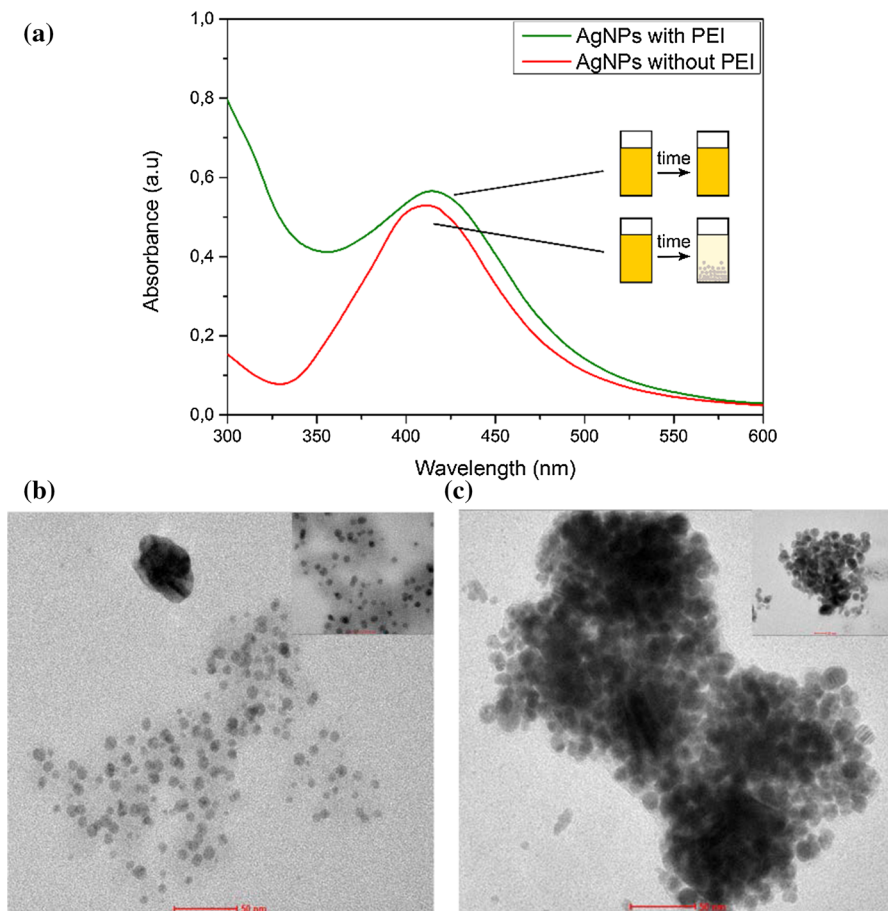 (a)
AgNPs with PEI
AgNPs without PEI
1,0
0,8
0,6
0,4
0,2
0,0
Absorbance (a.u)
time
time
300
350
400
450
500
550
600
Wavelength (nm)
(b)
(c)
50 nm
50 nm